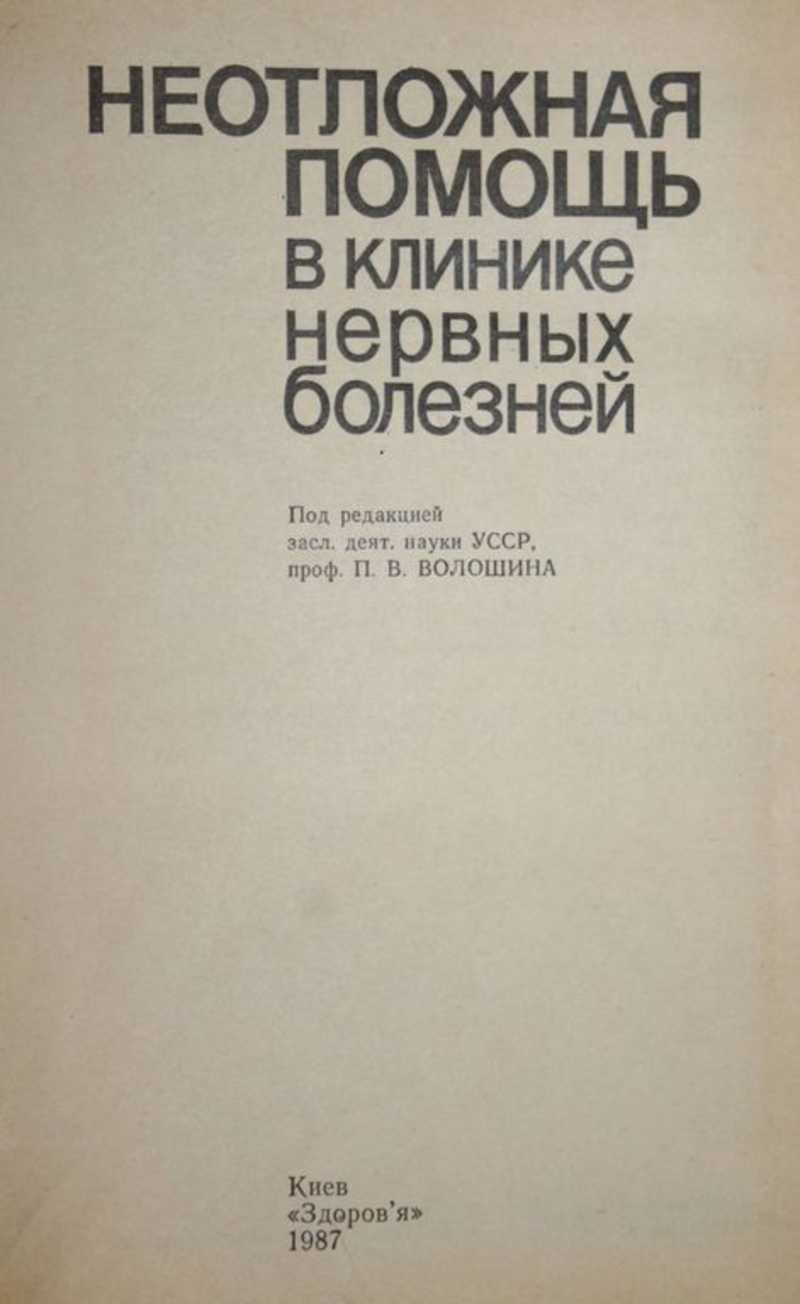 НЕОТЛОЖНАЯ
ПОМОЩЬ
В КЛИНИКЕ
НЕРВНЫХ
болезней
Под редакцией
засл. деят. науки УССР,
проф. П. В. ВОЛОШИНА
Киев
«Здоров'я»
1987